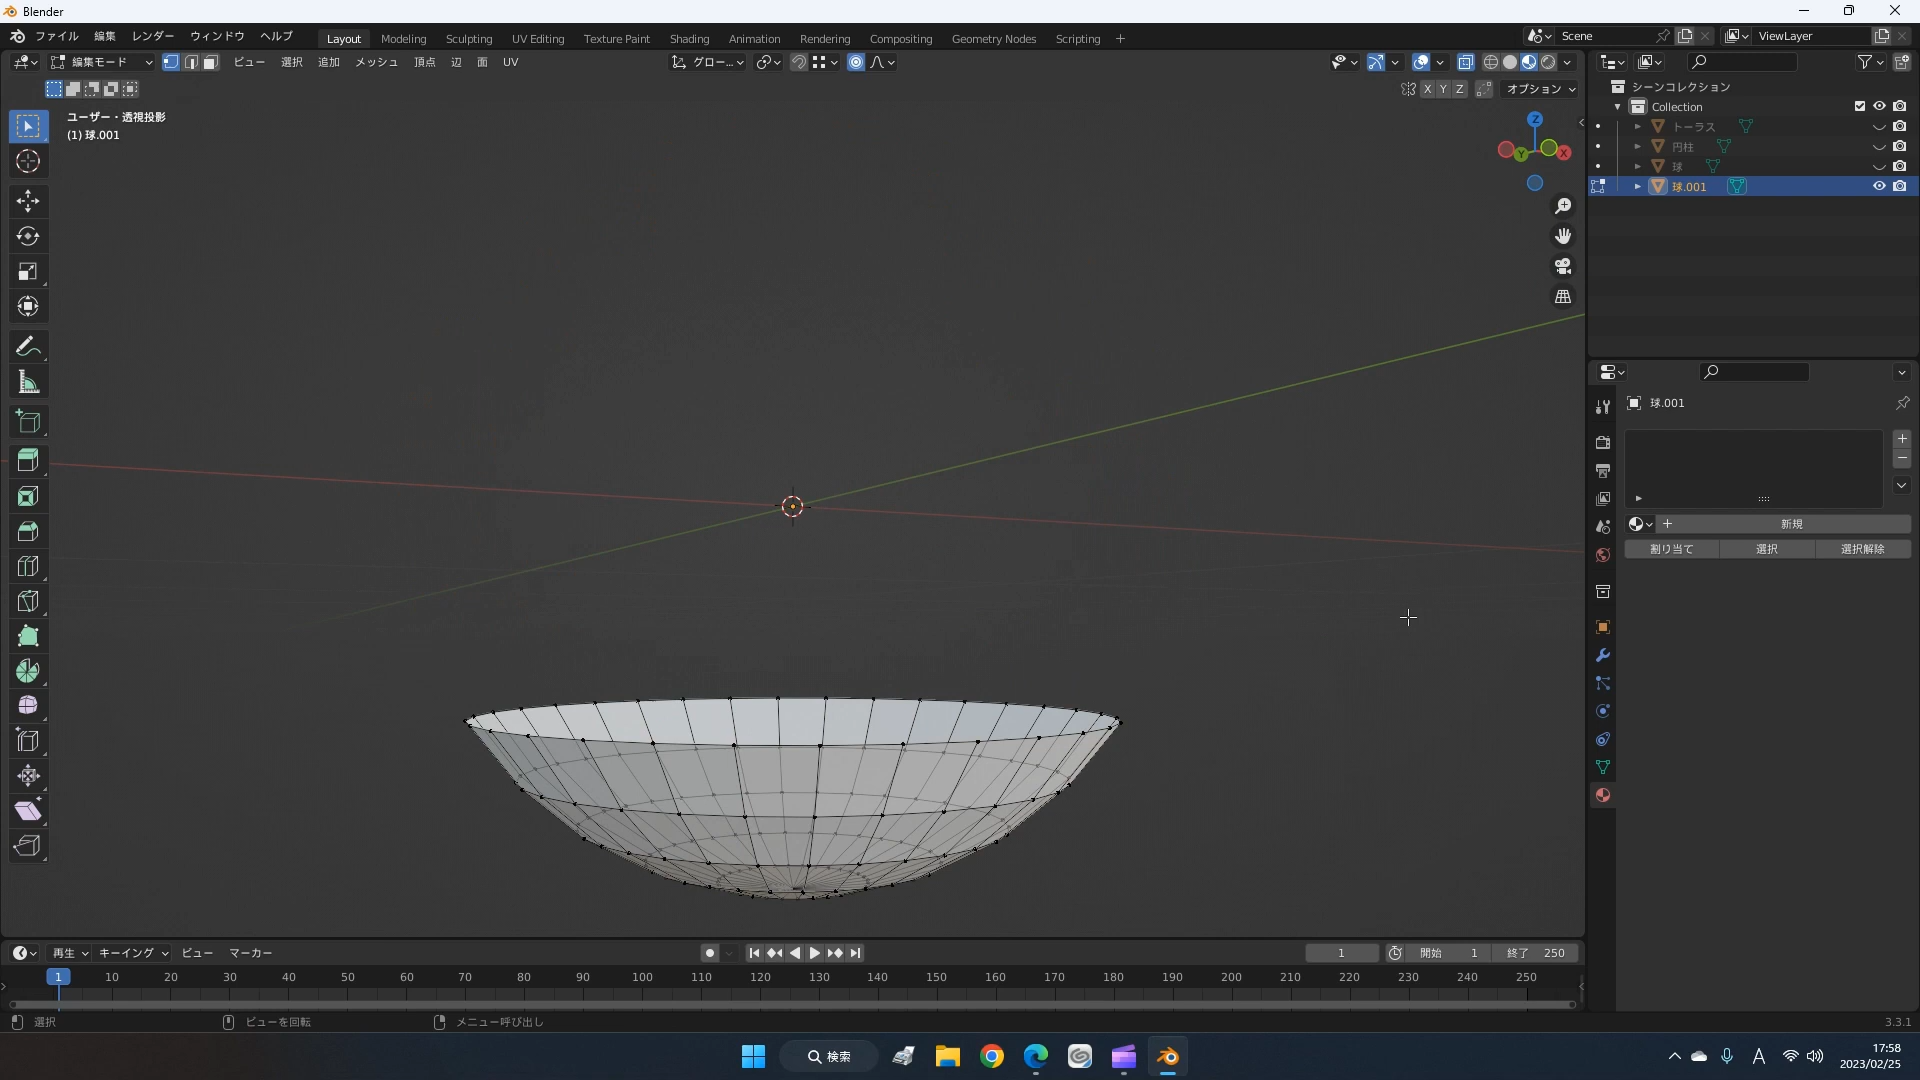 Blender
ファイル 編集 レンダー ウィンドウ ヘルプ Layout Modeling Sculpting UV Editing Texture Paint Shading Animation Rendering Compositing Geometry Nodes Scripting + Scene ViewLayer
編集モード ビュー 選択 追加 メッシュ 頂点 辺 面 UV グロー...
X Y Z オプション
ユーザー・透視投影
(1) 球.001
Z
Y X
シーンコレクション
Collection
トーラス
円柱
球
球.001
球.001
新規
割り当て 選択 選択解除
再生 キーイング ビュー マーカー 1 開始 1 終了 250
1 10 20 30 40 50 60 70 80 90 100 110 120 130 140 150 160 170 180 190 200 210 220 230 240 250
選択 ビューを回転 メニュー呼び出し 3.3.1
検索 A 17:58
2023/02/25